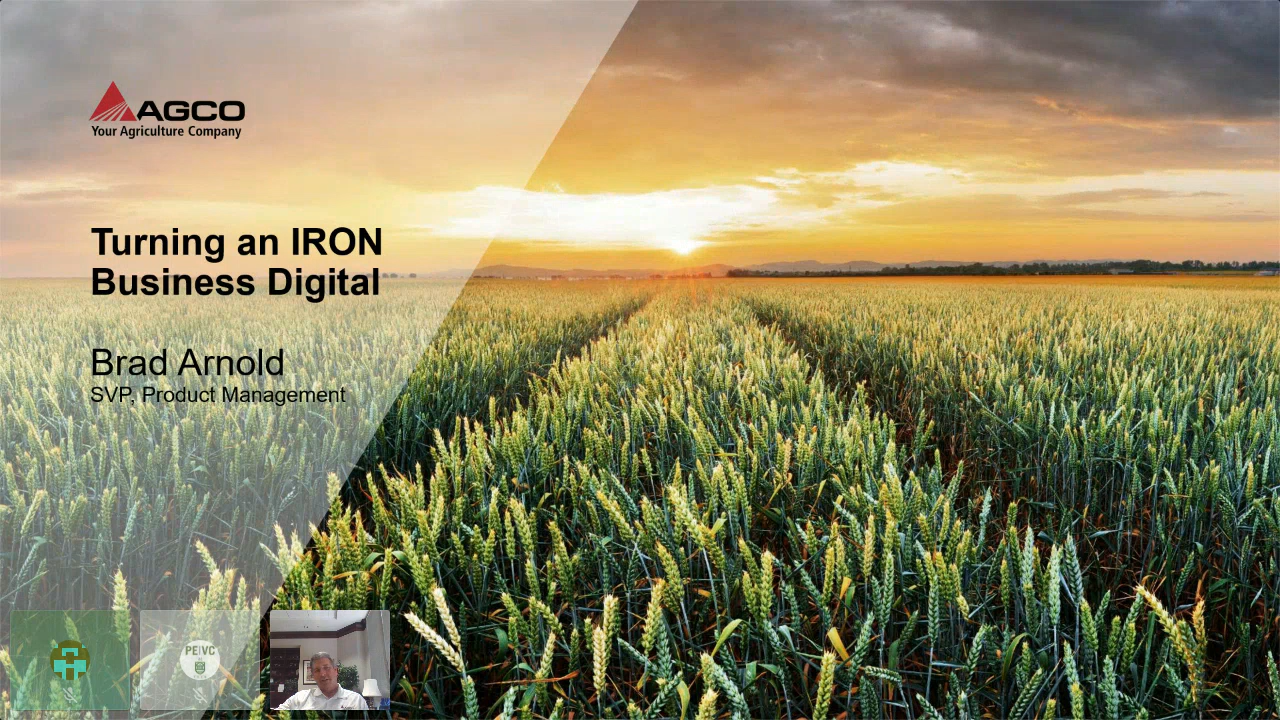 AGCO
Your Agriculture Company
Turning an IRON
Business Digital
Brad Arnold
SVP, Product Management
PE/VC